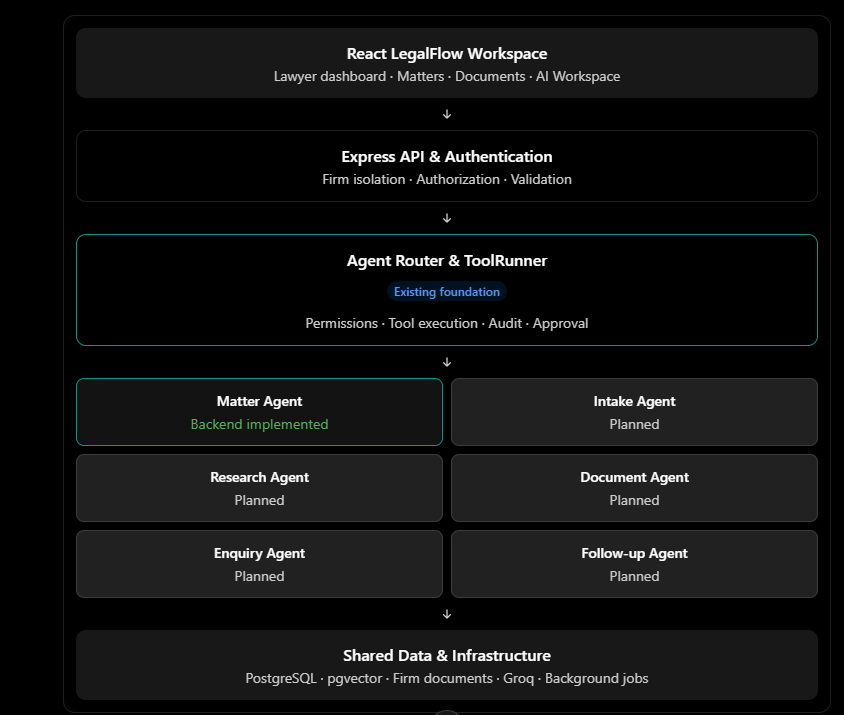 React LegalFlow Workspace
Lawyer dashboard · Matters · Documents · AI Workspace
↓
Express API & Authentication
Firm isolation · Authorization · Validation
↓
Agent Router & ToolRunner
Existing foundation
Permissions · Tool execution · Audit · Approval
↓
Matter Agent
Backend implemented
Intake Agent
Planned
Research Agent
Planned
Document Agent
Planned
Enquiry Agent
Planned
Follow-up Agent
Planned
↓
Shared Data & Infrastructure
PostgreSQL · pgvector · Firm documents · Groq · Background jobs